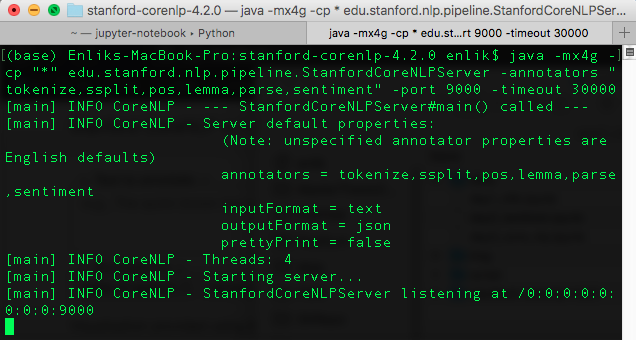 stanford-corenlp-4.2.0 — java -mx4g -cp * edu.stanford.nlp.pipeline.StanfordCoreNLPSer...
~ — jupyter-notebook ▸ Python
java -mx4g -cp * edu.st...rt 9000 -timeout 30000
+
[(base) Enliks-MacBook-Pro:stanford-corenlp-4.2.0 enlik$ java -mx4g -]
cp "*" edu.stanford.nlp.pipeline.StanfordCoreNLPServer -annotators "
tokenize,ssplit,pos,lemma,parse,sentiment" -port 9000 -timeout 30000
[main] INFO CoreNLP - --- StanfordCoreNLPServer#main() called ---
[main] INFO CoreNLP - Server default properties:
(Note: unspecified annotator properties are
English defaults)
annotators = tokenize,ssplit,pos,lemma,parse
,sentiment
inputFormat = text
outputFormat = json
prettyPrint = false
[main] INFO CoreNLP - Threads: 4
[main] INFO CoreNLP - Starting server...
[main] INFO CoreNLP - StanfordCoreNLPServer listening at /0:0:0:0:0:
0:0:0:9000